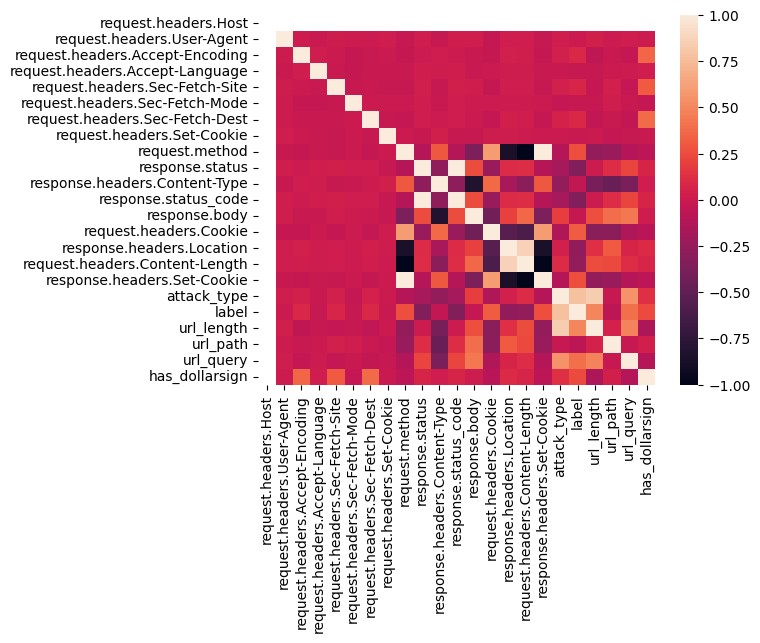 request.headers.Host
request.headers.User-Agent
request.headers.Accept-Encoding
request.headers.Accept-Language
request.headers.Sec-Fetch-Site
request.headers.Sec-Fetch-Mode
request.headers.Sec-Fetch-Dest
request.headers.Set-Cookie
request.method
response.status
response.headers.Content-Type
response.status_code
response.body
request.headers.Cookie
response.headers.Location
request.headers.Content-Length
response.headers.Set-Cookie
attack_type
label
url_length
url_path
url_query
has_dollarsign
request.headers.Host
request.headers.User-Agent
request.headers.Accept-Encoding
request.headers.Accept-Language
request.headers.Sec-Fetch-Site
request.headers.Sec-Fetch-Mode
request.headers.Sec-Fetch-Dest
request.headers.Set-Cookie
request.method
response.status
response.headers.Content-Type
response.status_code
response.body
request.headers.Cookie
response.headers.Location
request.headers.Content-Length
response.headers.Set-Cookie
attack_type
label
url_length
url_path
url_query
has_dollarsign
1.00
0.75
0.50
0.25
0.00
−0.25
−0.50
−0.75
−1.00